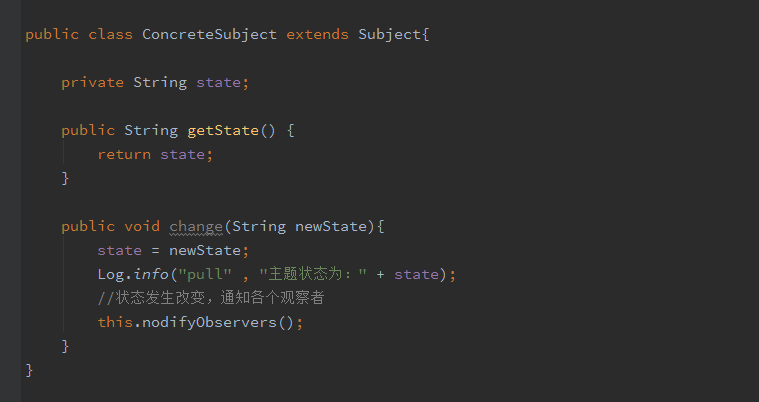 public class ConcreteSubject extends Subject{
private String state;
public String getState() {
return state;
}
public void change(String newState){
state = newState;
Log.info("pull" , "主题状态为：" + state);
//状态发生改变，通知各个观察者
this.nodifyObservers();
}
}